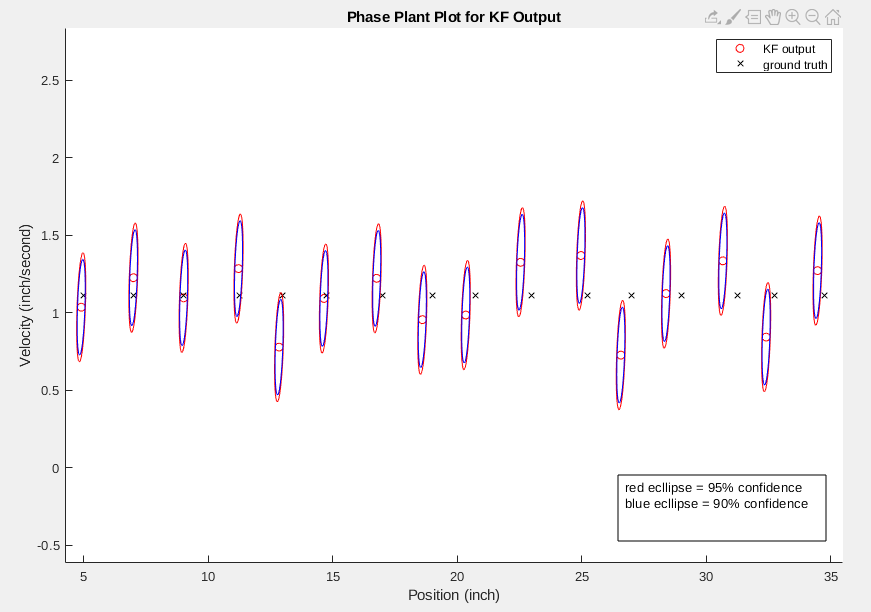 Phase Plant Plot for KF Output
KF output
ground truth
2.5
2
1.5
1
0.5
0
-0.5
Velocity (inch/second)
red ecllipse = 95% confidence
blue ecllipse = 90% confidence
5 10 15 20 25 30 35
Position (inch)